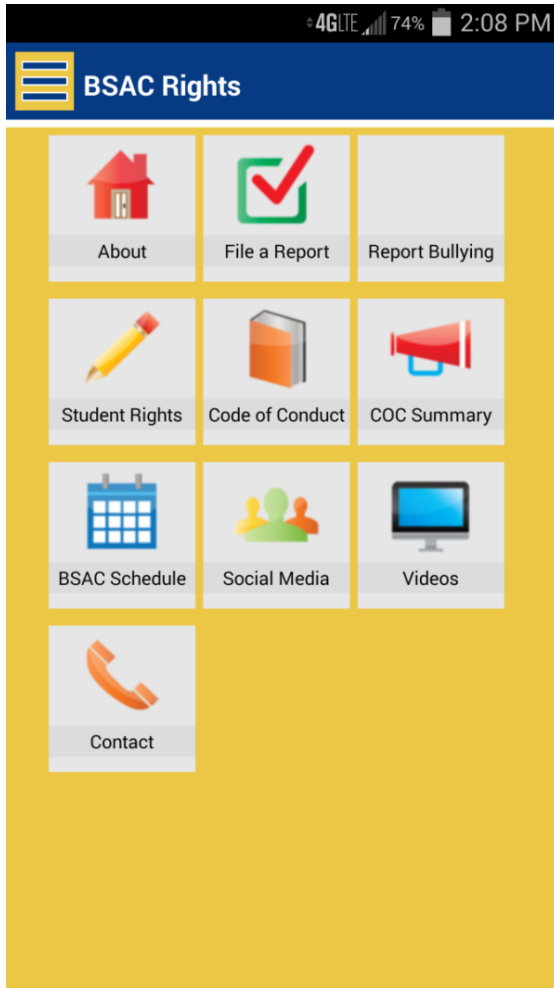 4G LTE 74% 2:08 PM
BSAC Rights
About File a Report Report Bullying
Student Rights Code of Conduct COC Summary
BSAC Schedule Social Media Videos
Contact